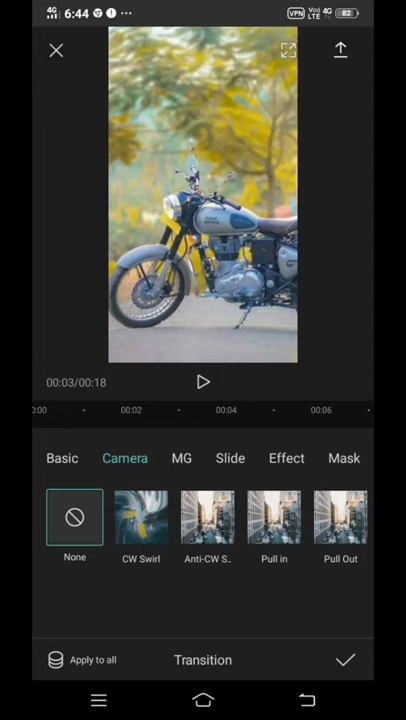 4G 6:44 VPN Vo) LTE 4G 82
00:03/00:18
0:00 00:02 00:04 00:06
Basic Camera MG Slide Effect Mask
None CW Swirl Anti-CW S.. Pull in Pull Out
Apply to all Transition